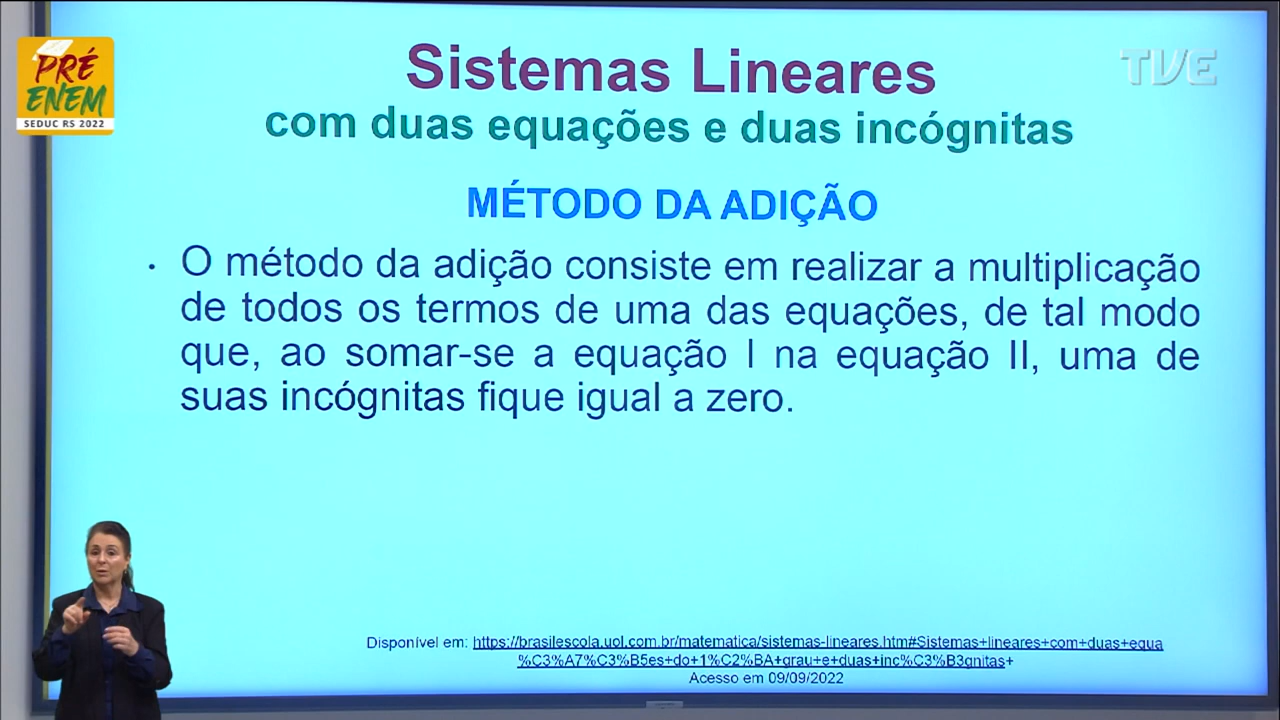 PRÉ
ENEM
SEDUC RS 2022
TVE
Sistemas Lineares
com duas equações e duas incógnitas
MÉTODO DA ADIÇÃO
• O método da adição consiste em realizar a multiplicação
de todos os termos de uma das equações, de tal modo
que, ao somar-se a equação I na equação II, uma de
suas incógnitas fique igual a zero.
Disponível em: https://brasilescola.uol.com.br/matematica/sistemas-lineares.htm#Sistemas+lineares+com+duas+equa
%C3%A7%C3%B5es+do+1%C2%BA+grau+e+duas+inc%C3%B3gnitas+
Acesso em 09/09/2022